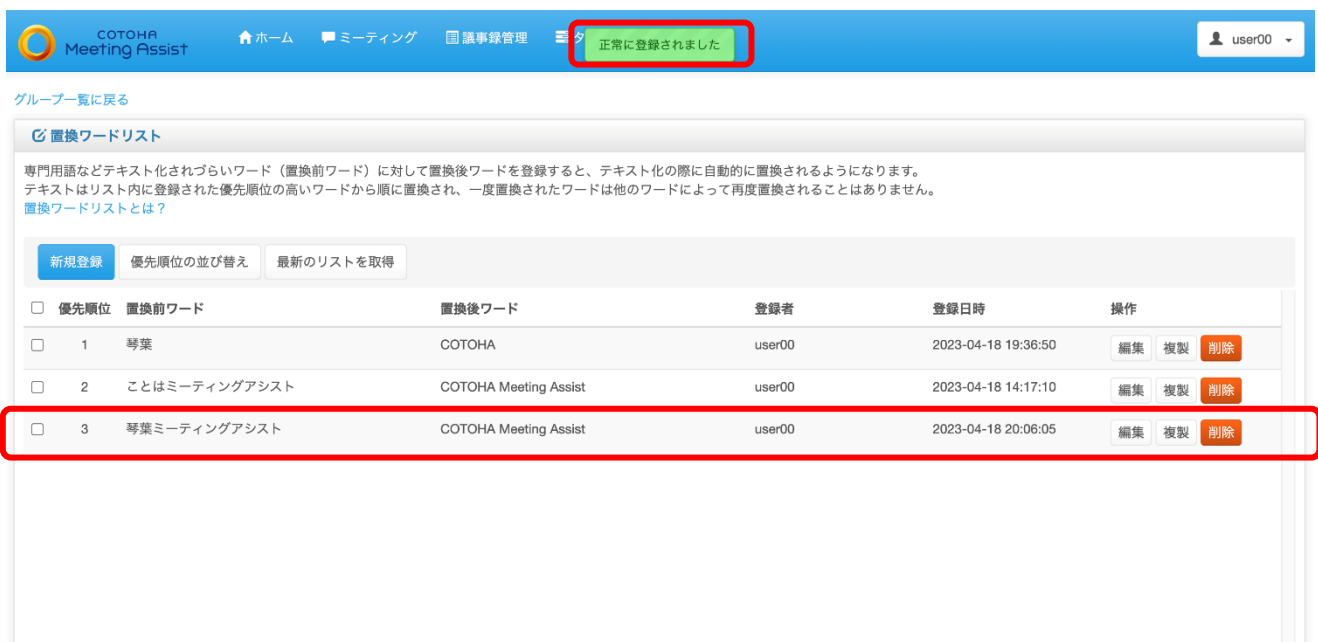 COTOHA
Meeting Assist
ホーム ミーティング 議事録管理 タ
正常に登録されました
user00
グループ一覧に戻る
置換ワードリスト
専門用語などテキスト化されづらいワード（置換前ワード）に対して置換後ワードを登録すると、テキスト化の際に自動的に置換されるようになります。
テキストはリスト内に登録された優先順位の高いワードから順に置換され、一度置換されたワードは他のワードによって再度置換されることはありません。
置換ワードリストとは？
新規登録 優先順位の並び替え 最新のリストを取得
優先順位 置換前ワード 置換後ワード 登録者 登録日時 操作
1 琴葉 COTOHA user00 2023-04-18 19:36:50 編集 複製 削除
2 ことはミーティングアシスト COTOHA Meeting Assist user00 2023-04-18 14:17:10 編集 複製 削除
3 琴葉ミーティングアシスト COTOHA Meeting Assist user00 2023-04-18 20:06:05 編集 複製 削除